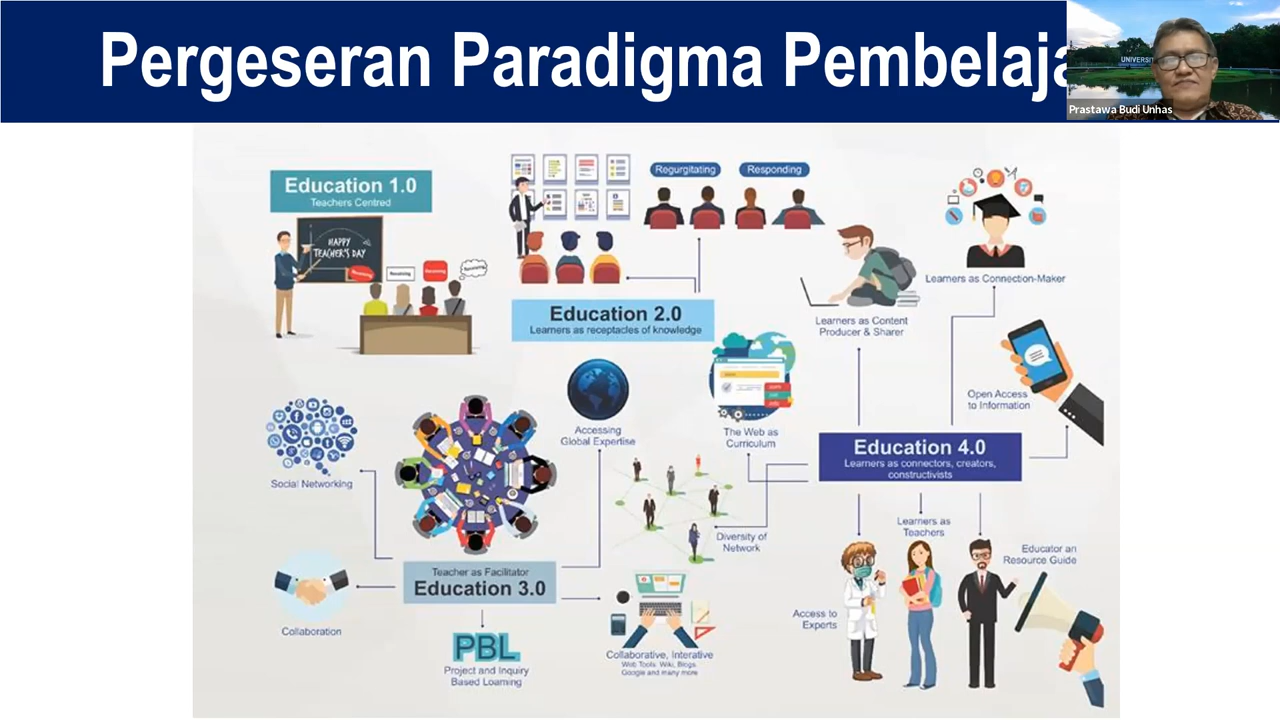 Pergeseran Paradigma Pembelaja
UNIVERSI
Prastawa Budi Unhas
Education 1.0
Teachers Centred
HAPPY
TEACHER'S DAY
Receiving
Receiving
Regurgitating
Responding
Education 2.0
Learners as receptacles of knowledge
Learners as Content
Producer & Sharer
Learners as Connection-Maker
Open Access
to Information
The Web as
Curriculum
Education 4.0
Learners as connectors, creators,
constructivists
Diversity of
Network
Learners as
Teachers
Educator an
Resource Guide
Access to
Experts
Accessing
Global Expertise
Social Networking
Teacher as Facilitator
Education 3.0
Collaboration
PBL
Project and Inquiry
Based Loaming
Collaborative, Interative
Web Tools: Wiki, Blogs
Google and many more